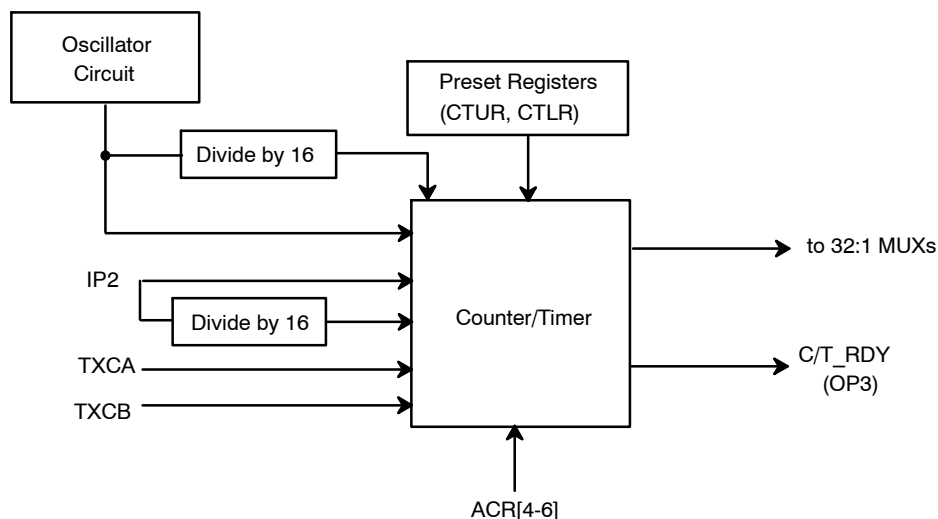 Oscillator
Circuit
Preset Registers
(CTUR, CTLR)
Divide by 16
to 32:1 MUXs
IP2
Divide by 16
Counter/Timer
TXCA
C/T_RDY
(OP3)
TXCB
ACR[4-6]